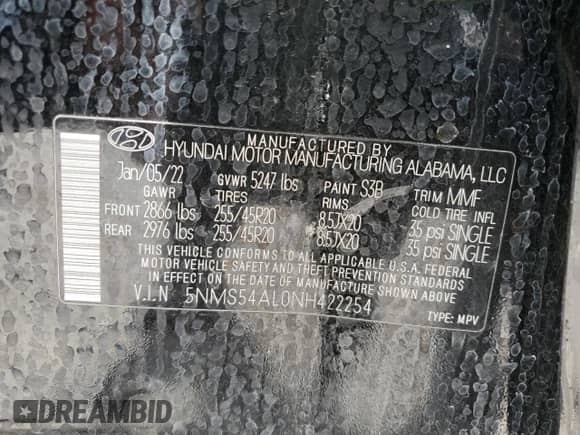 MANUFACTURED BY
HYUNDAI MOTOR MANUFACTURING ALABAMA, LLC
Jan/05/22 GVWR 5247 lbs PAINT S3B TRIM MMF
GAWR TIRES RIMS COLD TIRE INFL
FRONT 2866 lbs 255/45R20 8.5JX20 35 psi SINGLE
REAR 2976 lbs 255/45R20 8.5JX20 35 psi SINGLE
THIS VEHICLE CONFORMS TO ALL APPLICABLE U.S.A. FEDERAL
MOTOR VEHICLE SAFETY AND THEFT PREVENTION STANDARDS
IN EFFECT ON THE DATE OF MANUFACTURE SHOWN ABOVE
V.I.N 5NMS54AL0NH422254
TYPE: MPV
DREAMBID